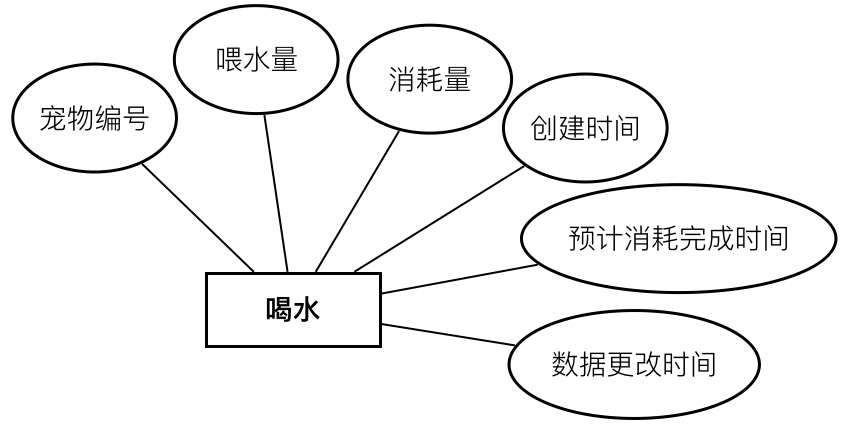 喂水量
消耗量
宠物编号
创建时间
预计消耗完成时间
喝水
数据更改时间